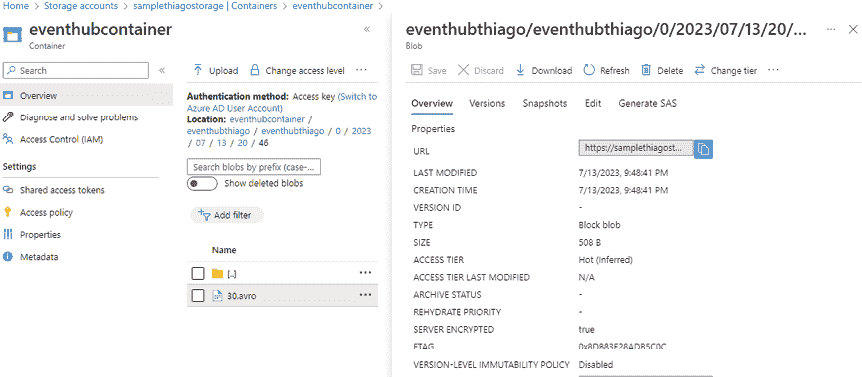 Home > Storage accounts > samplethiagostorage | Containers > eventhubcontainer >
eventhubcontainer
Container
Search
Overview
Diagnose and solve problems
Access Control (IAM)
Settings
Shared access tokens
Access policy
Properties
Metadata
Upload Change access level ...
Authentication method: Access key (Switch to
Azure AD User Account)
Location: eventhubcontainer /
eventhubthiago / eventhubthiago / 0 / 2023
/ 07 / 13 / 20 / 46
Search blobs by prefix (case-...
Show deleted blobs
Add filter
Name
[..] ...
30.avro ...
eventhubthiago/eventhubthiago/0/2023/07/13/20/... ...
Blob
Save Discard Download Refresh Delete Change tier ...
Overview Versions Snapshots Edit Generate SAS
Properties
URL https://samplethiagost...
LAST MODIFIED 7/13/2023, 9:48:41 PM
CREATION TIME 7/13/2023, 9:48:41 PM
VERSION ID -
TYPE Block blob
SIZE 508 B
ACCESS TIER Hot (Inferred)
ACCESS TIER LAST MODIFIED N/A
ARCHIVE STATUS -
REHYDRATE PRIORITY -
SERVER ENCRYPTED true
ETAG
VERSION-LEVEL IMMUTABILITY POLICY Disabled